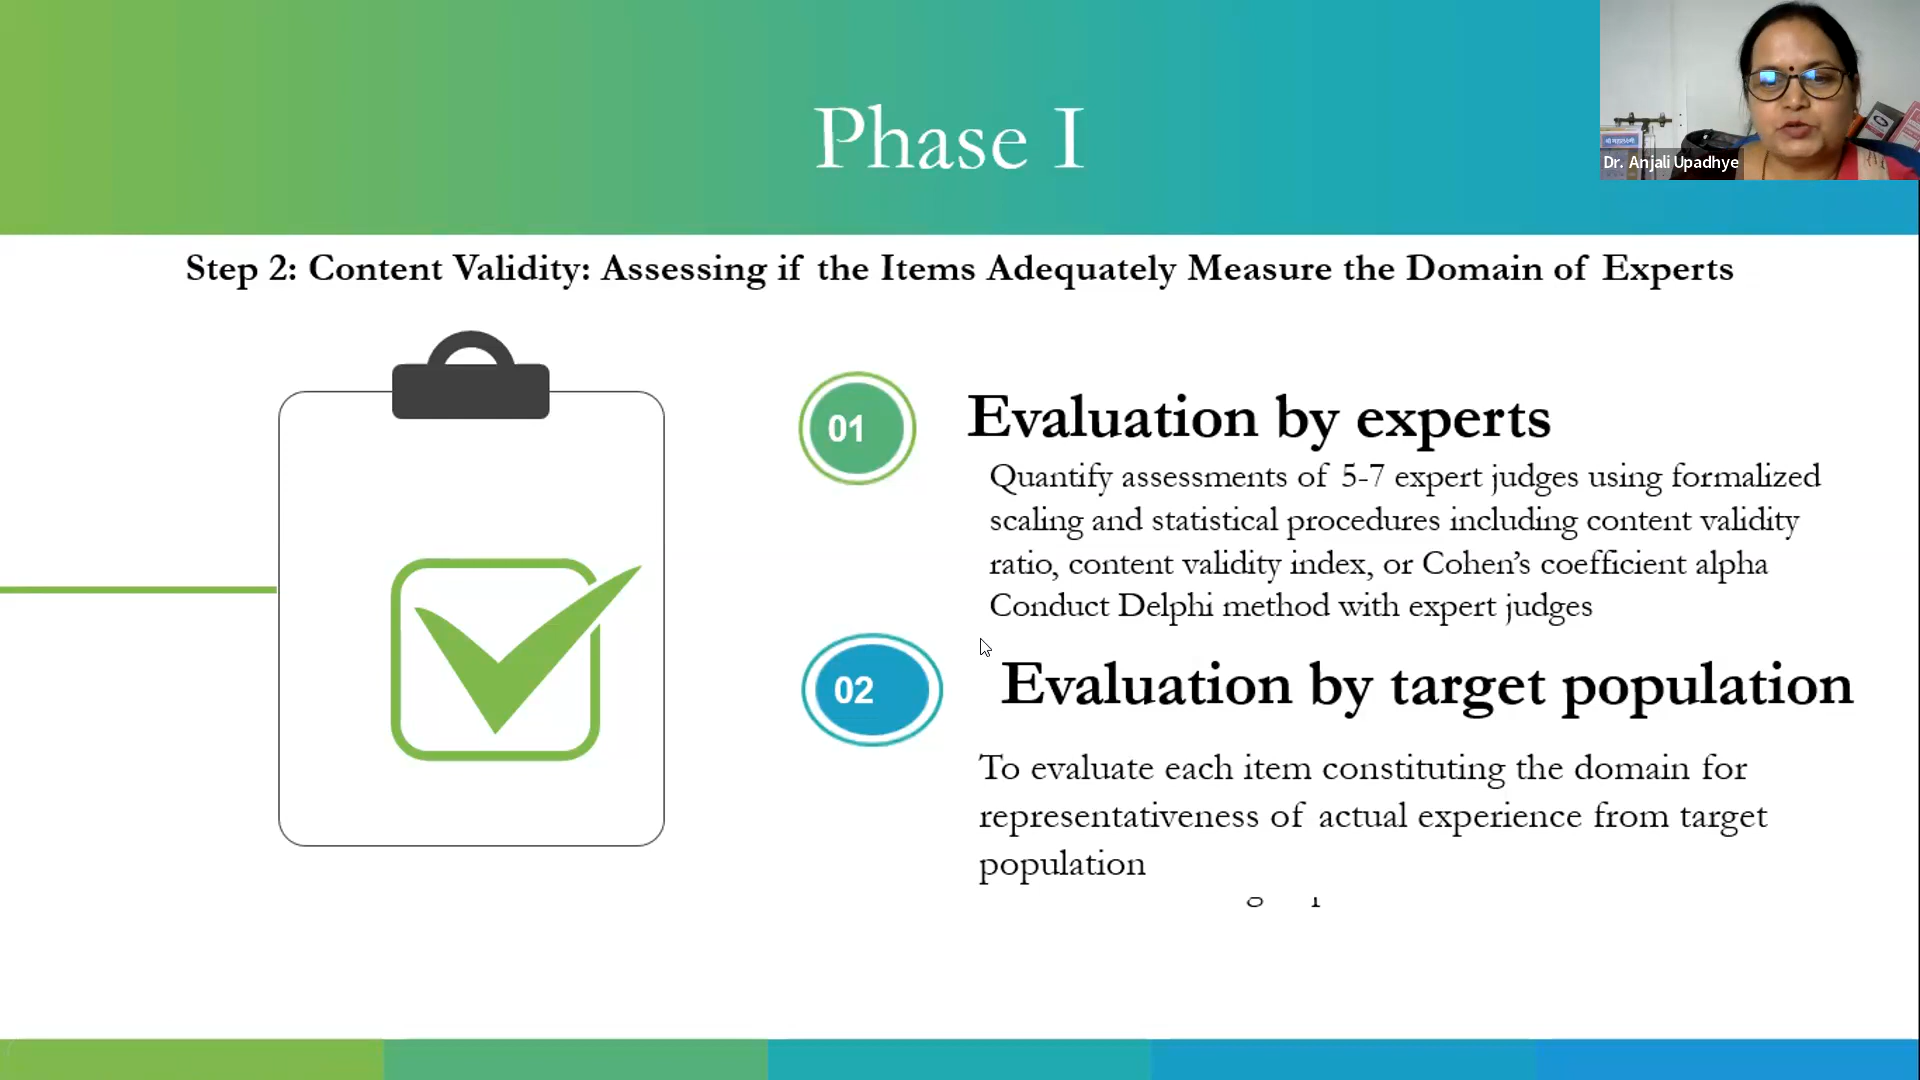 Phase I
Dr. Anjali Upadhye
Step 2: Content Validity: Assessing if the Items Adequately Measure the Domain of Experts
01
Evaluation by experts
Quantify assessments of 5-7 expert judges using formalized
scaling and statistical procedures including content validity
ratio, content validity index, or Cohen’s coefficient alpha
Conduct Delphi method with expert judges
02
Evaluation by target population
To evaluate each item constituting the domain for
representativeness of actual experience from target
population